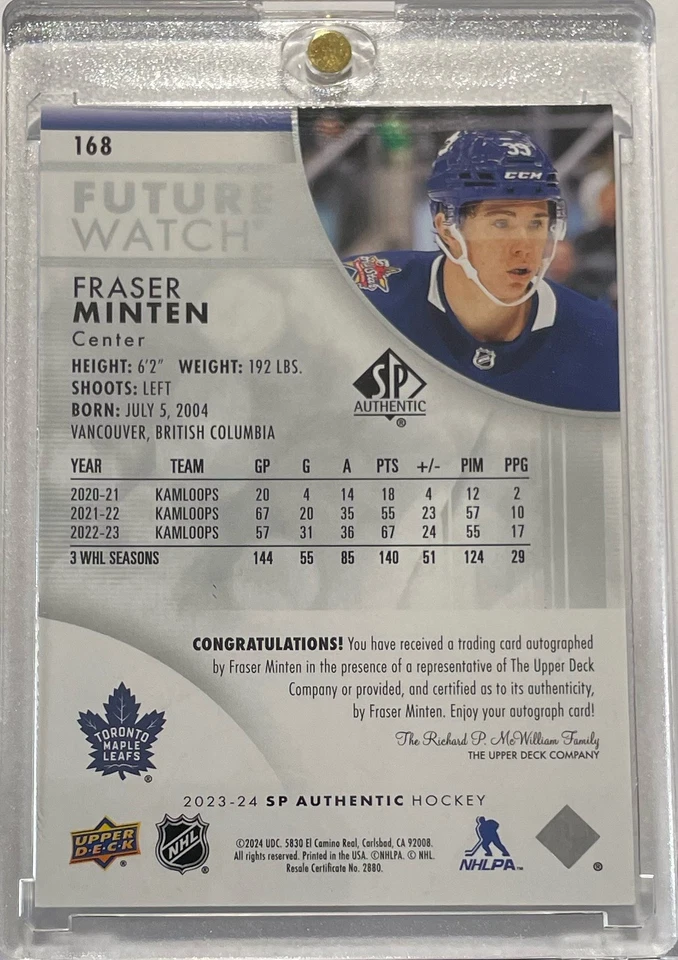 168
FUTURE
WATCH
39
CCM
FRASER
MINTEN
Center
HEIGHT: 6'2" WEIGHT: 192 LBS.
SHOOTS: LEFT
BORN: JULY 5, 2004
VANCOUVER, BRITISH COLUMBIA
SP
AUTHENTIC
®
YEAR TEAM GP G A PTS +/- PIM PPG
2020-21 KAMLOOPS 20 4 14 18 4 12 2
2021-22 KAMLOOPS 67 20 35 55 23 57 10
2022-23 KAMLOOPS 57 31 36 67 24 55 17
3 WHL SEASONS 144 55 85 140 51 124 29
CONGRATULATIONS! You have received a trading card autographed
by Fraser Minten in the presence of a representative of The Upper Deck
Company or provided, and certified as to its authenticity,
by Fraser Minten. Enjoy your autograph card!
The Richard P. McWilliam Family
THE UPPER DECK COMPANY
TORONTO
MAPLE
LEAFS
®
2023-24 SP AUTHENTIC HOCKEY
UPPER
DECK
®
NHL
®
©2024 UDC. 5830 El Camino Real, Carlsbad, CA 92008.
All rights reserved. Printed in the USA. ©NHLPA. © NHL.
Resale Certificate No. 2880.
NHLPA™
®